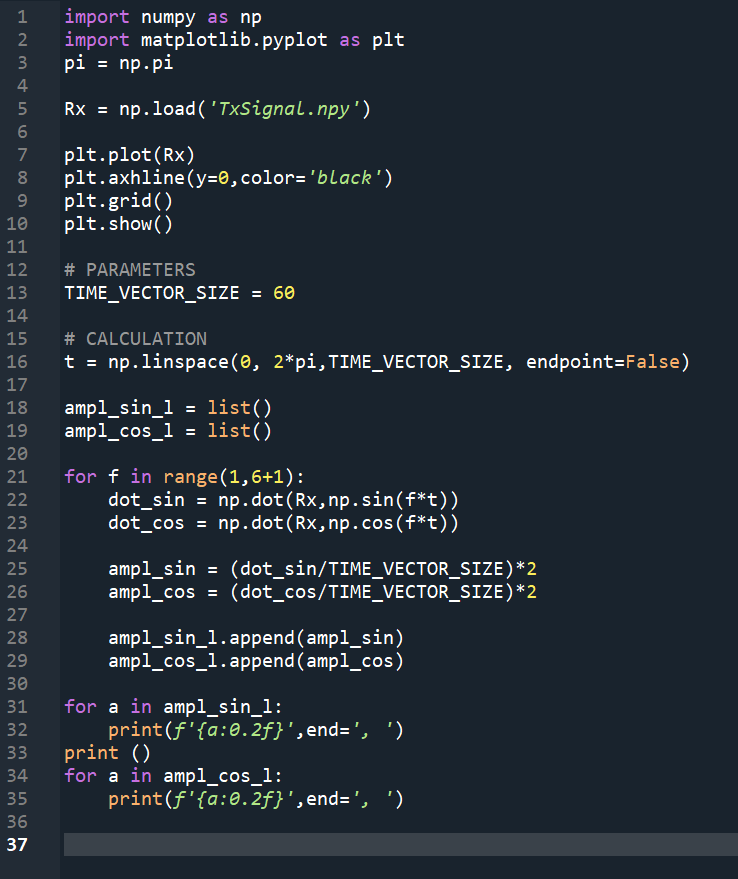 1 import numpy as np
2 import matplotlib.pyplot as plt
3 pi = np.pi
4
5 Rx = np.load('TxSignal.npy')
6
7 plt.plot(Rx)
8 plt.axhline(y=0,color='black')
9 plt.grid()
10 plt.show()
11
12 # PARAMETERS
13 TIME_VECTOR_SIZE = 60
14
15 # CALCULATION
16 t = np.linspace(0, 2*pi,TIME_VECTOR_SIZE, endpoint=False)
17
18 ampl_sin_l = list()
19 ampl_cos_l = list()
20
21 for f in range(1,6+1):
22     dot_sin = np.dot(Rx,np.sin(f*t))
23     dot_cos = np.dot(Rx,np.cos(f*t))
24
25     ampl_sin = (dot_sin/TIME_VECTOR_SIZE)*2
26     ampl_cos = (dot_cos/TIME_VECTOR_SIZE)*2
27
28     ampl_sin_l.append(ampl_sin)
29     ampl_cos_l.append(ampl_cos)
30
31 for a in ampl_sin_l:
32     print(f'{a:0.2f}',end=', ')
33 print ()
34 for a in ampl_cos_l:
35     print(f'{a:0.2f}',end=', ')
36
37